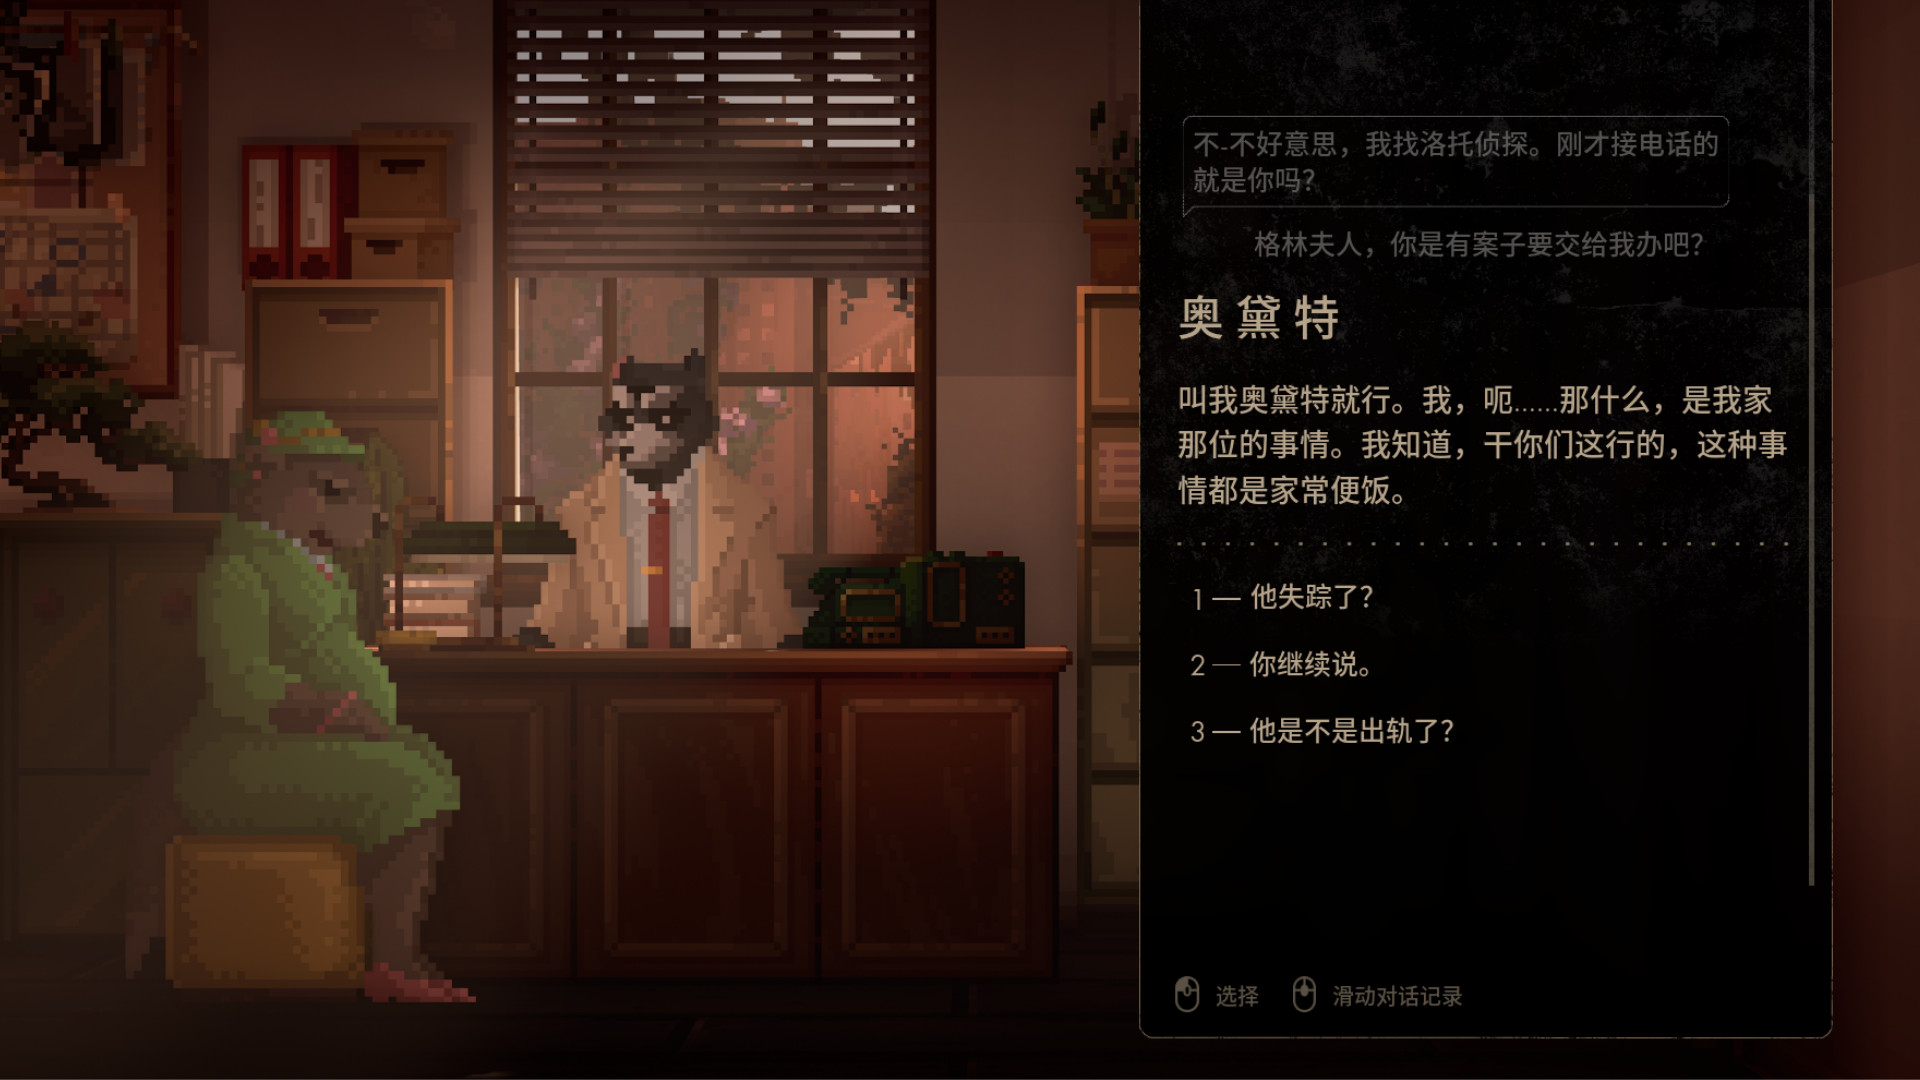 不-不好意思，我找洛托侦探。刚才接电话的
就是你吗？
格林夫人，你是有案子要交给我办吧？
奥黛特
叫我奥黛特就行。我，呃……那什么，是我家
那位的事情。我知道，干你们这行的，这种事
情都是家常便饭。
1 — 他失踪了？
2 — 你继续说。
3 — 他是不是出轨了？
选择 滑动对话记录